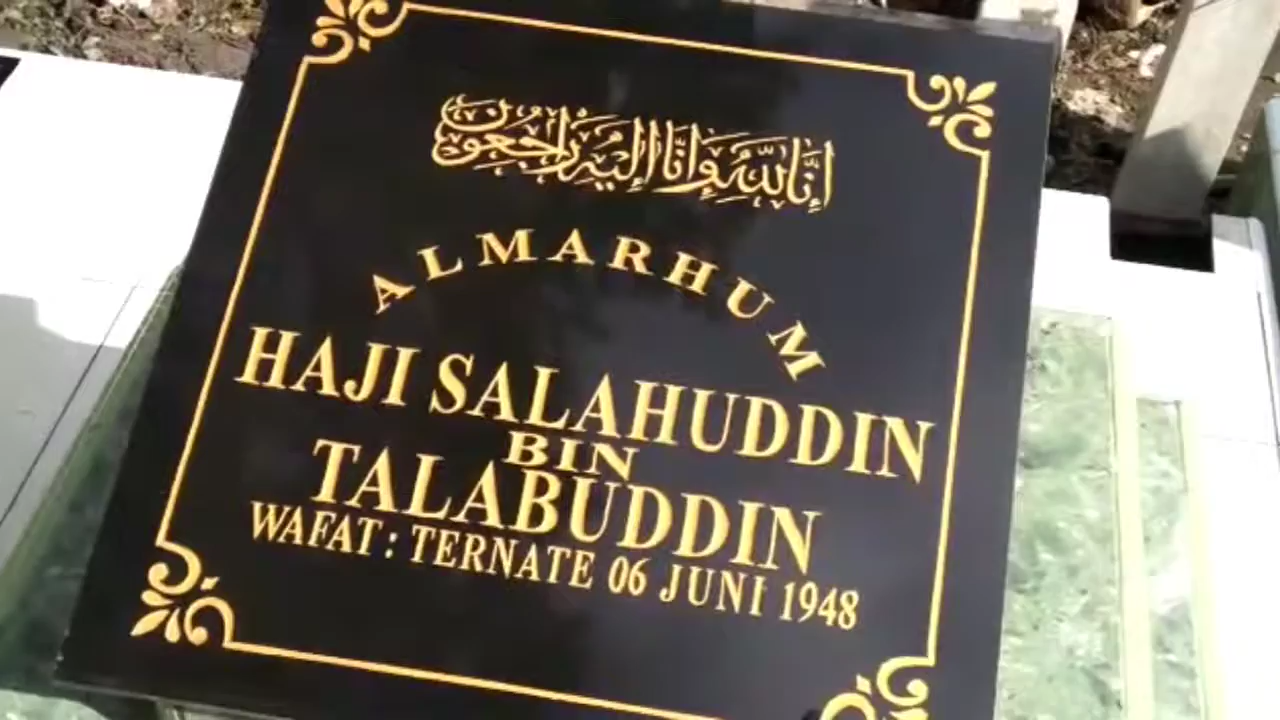 إنا لله وإنا إليه راجعون
ALMARHUM
HAJI SALAHUDDIN
BIN
TALABUDDIN
WAFAT : TERNATE 06 JUNI 1948